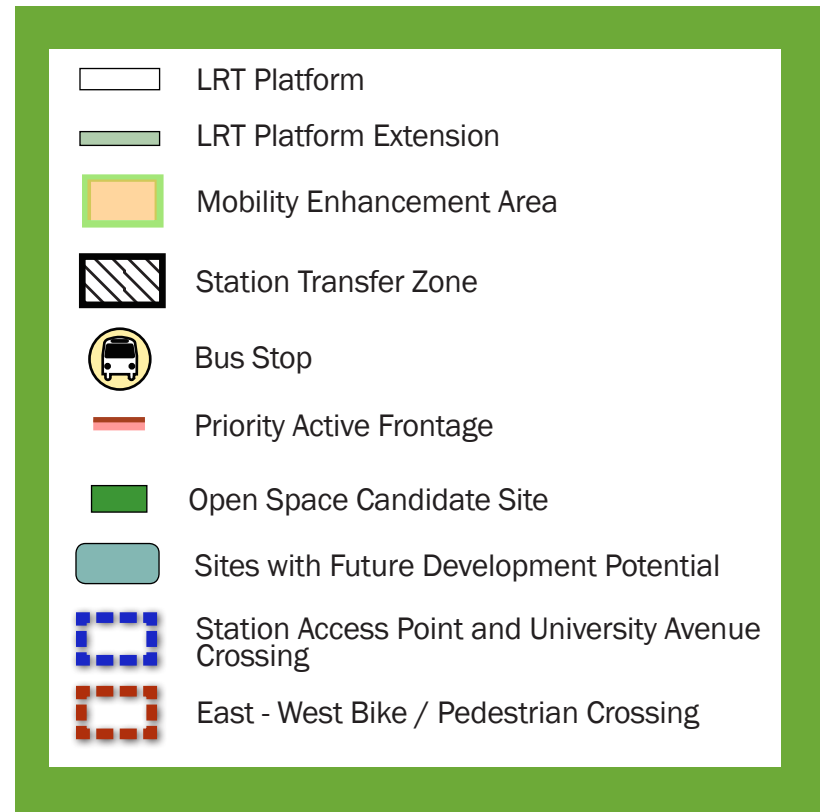 LRT Platform
LRT Platform Extension
Mobility Enhancement Area
Station Transfer Zone
Bus Stop
Priority Active Frontage
Open Space Candidate Site
Sites with Future Development Potential
Station Access Point and University Avenue
Crossing
East - West Bike / Pedestrian Crossing